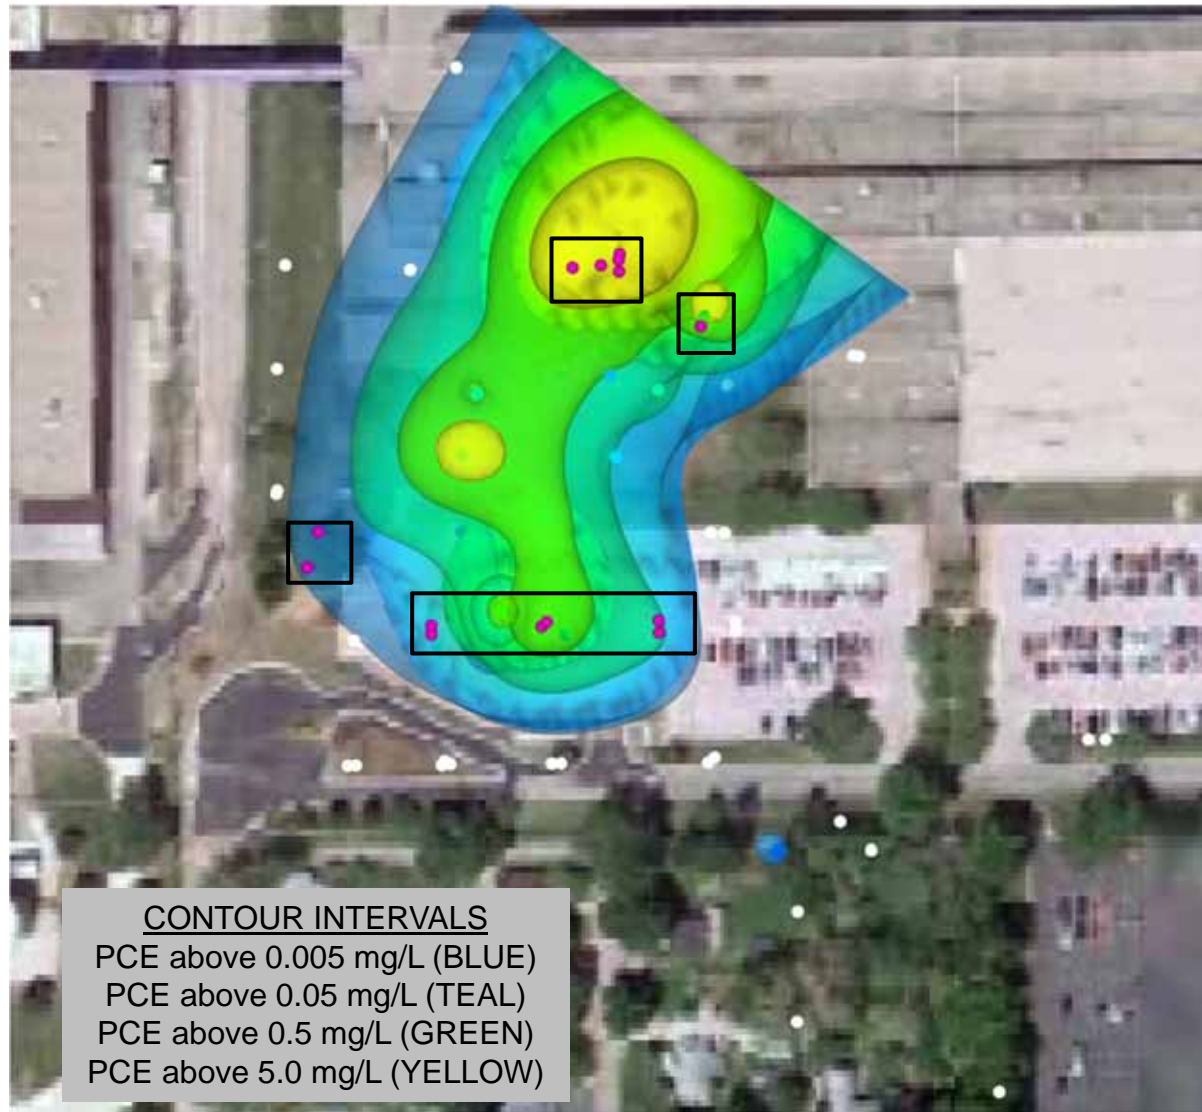 CONTOUR INTERVALS
PCE above 0.005 mg/L (BLUE)
PCE above 0.05 mg/L (TEAL)
PCE above 0.5 mg/L (GREEN)
PCE above 5.0 mg/L (YELLOW)